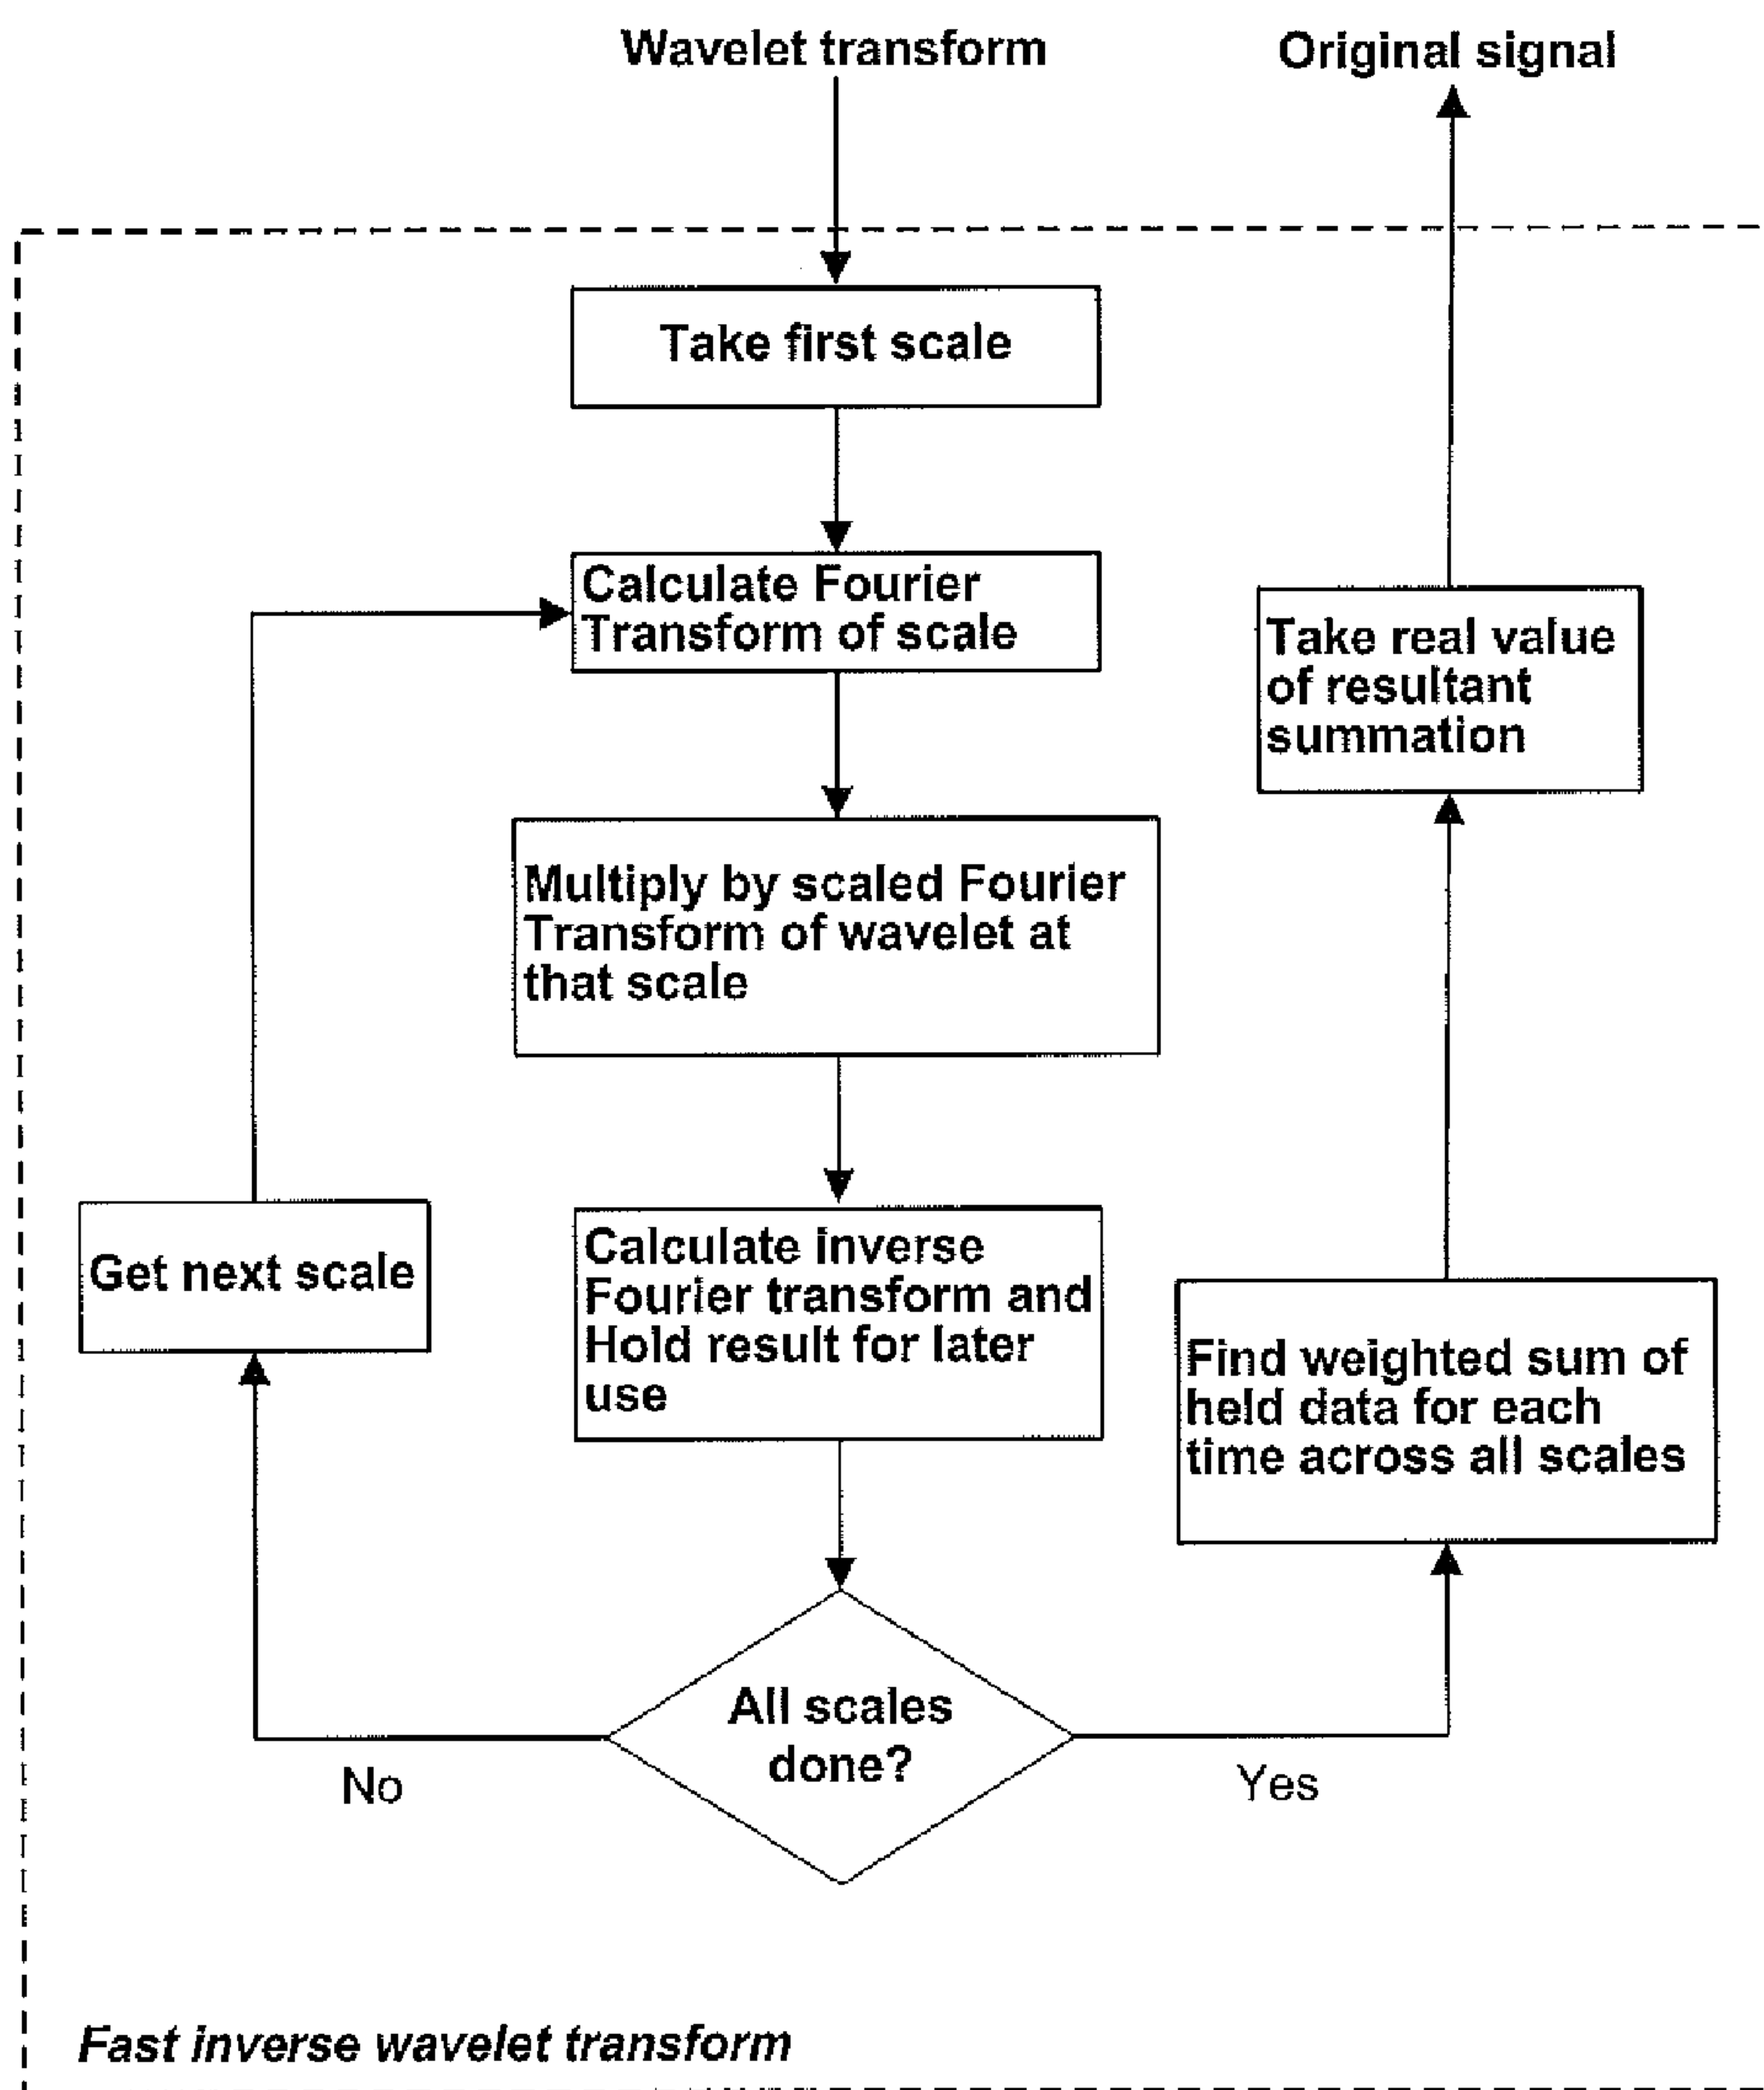 Wavelet transform
Original signal
Take first scale
Calculate Fourier
Transform of scale
Take real value
of resultant
summation
Multiply by scaled Fourier
Transform of wavelet at
that scale
Get next scale
Calculate inverse
Fourier transform and
Hold result for later
use
Find weighted sum of
held data for each
time across all scales
All scales
done?
No
Yes
Fast inverse wavelet transform